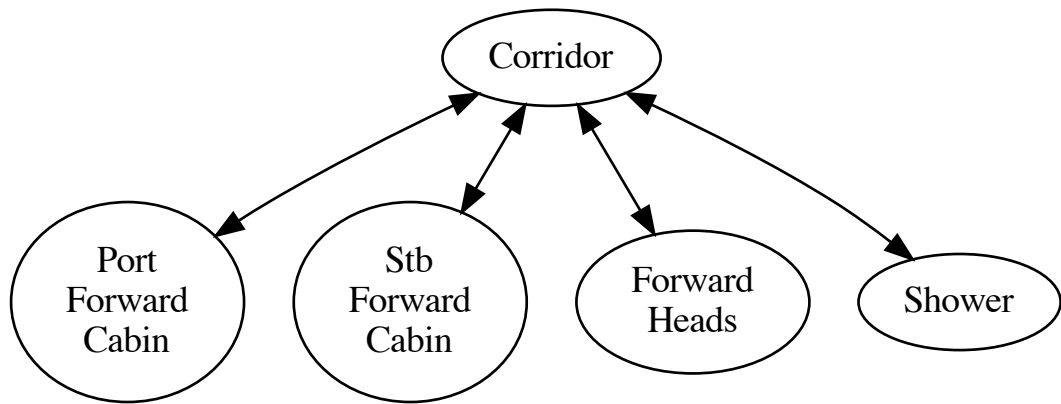 Corridor
Port
Forward
Cabin
Stb
Forward
Cabin
Forward
Heads
Shower